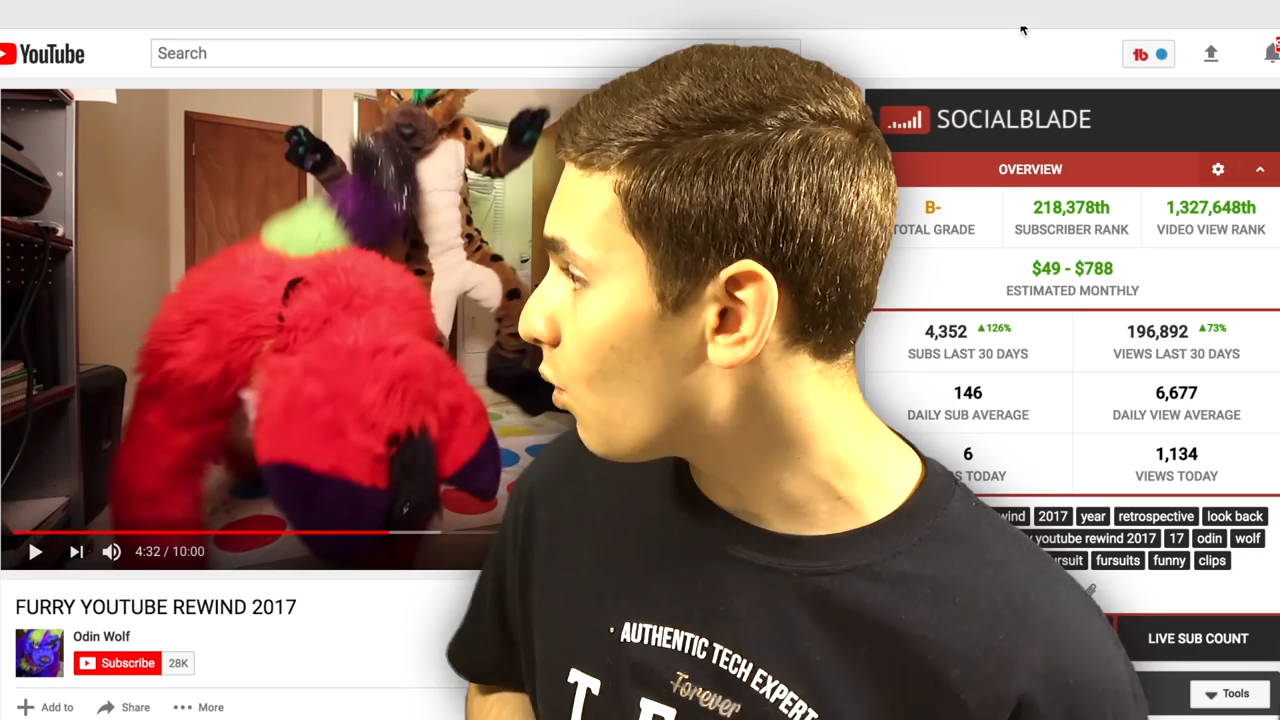 YouTube
Search
SOCIALBLADE
OVERVIEW
B-
218,378th
1,327,648th
TOTAL GRADE
SUBSCRIBER RANK
VIDEO VIEW RANK
$49 - $788
ESTIMATED MONTHLY
4,352 ▲126%
196,892 ▲73%
SUBS LAST 30 DAYS
VIEWS LAST 30 DAYS
146
6,677
DAILY SUB AVERAGE
DAILY VIEW AVERAGE
6
1,134
TODAY
VIEWS TODAY
2017 year retrospective look back
youtube rewind 2017 17 odin wolf
fursuits funny clips
4:32 / 10:00
FURRY YOUTUBE REWIND 2017
Odin Wolf
Subscribe 28K
LIVE SUB COUNT
Add to Share More
Tools
AUTHENTIC TECH EXPERT
Forever